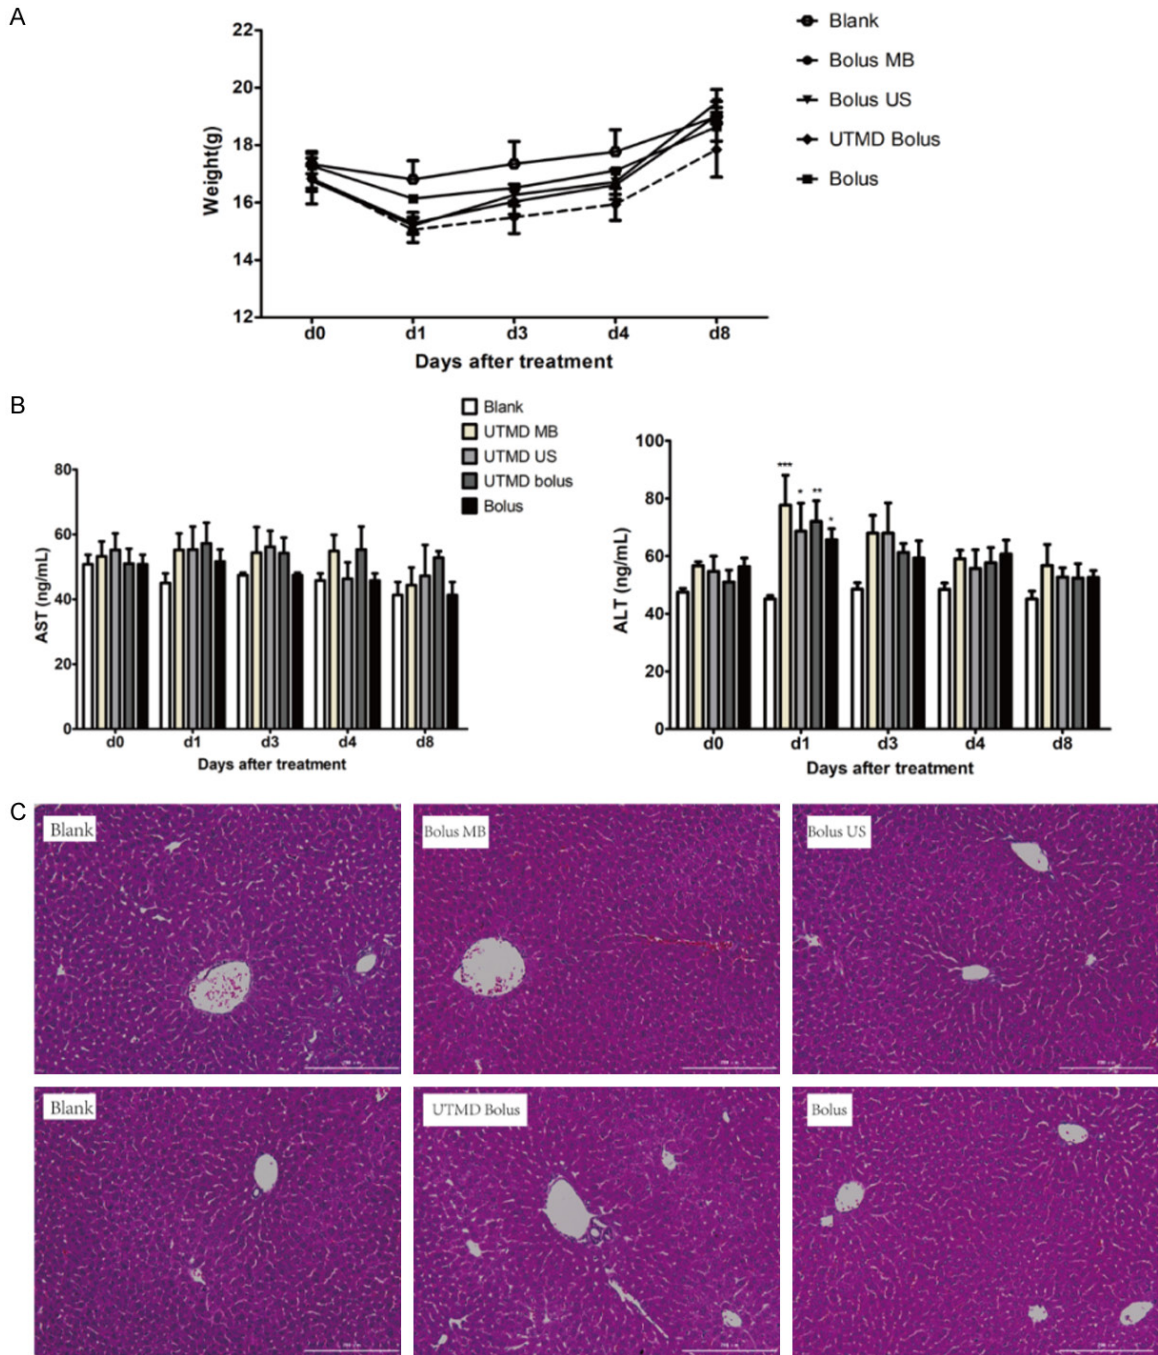 A
22
20
18
16
14
12
Weight(g)
d0 d1 d3 d4 d8
Days after treatment
Blank
Bolus MB
Bolus US
UTMD Bolus
Bolus
B
Blank
UTMD MB
UTMD US
UTMD bolus
Bolus
80
60
40
20
0
AST (ng/mL)
d0 d1 d3 d4 d8
Days after treatment
100
80
60
40
20
0
ALT (ng/mL)
*** * ** *
d0 d1 d3 d4 d8
Days after treatment
C
Blank
Bolus MB
Bolus US
Blank
UTMD Bolus
Bolus